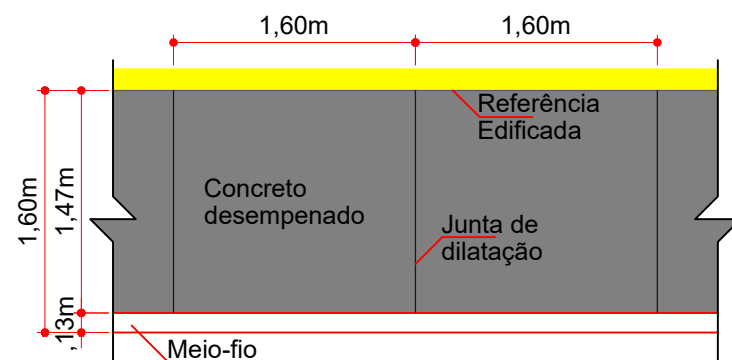 1,60m
1,60m
Referência
Edificada
Concreto
desempenado
Junta de
dilatação
1,60m
1,47m
,13m
Meio-fio